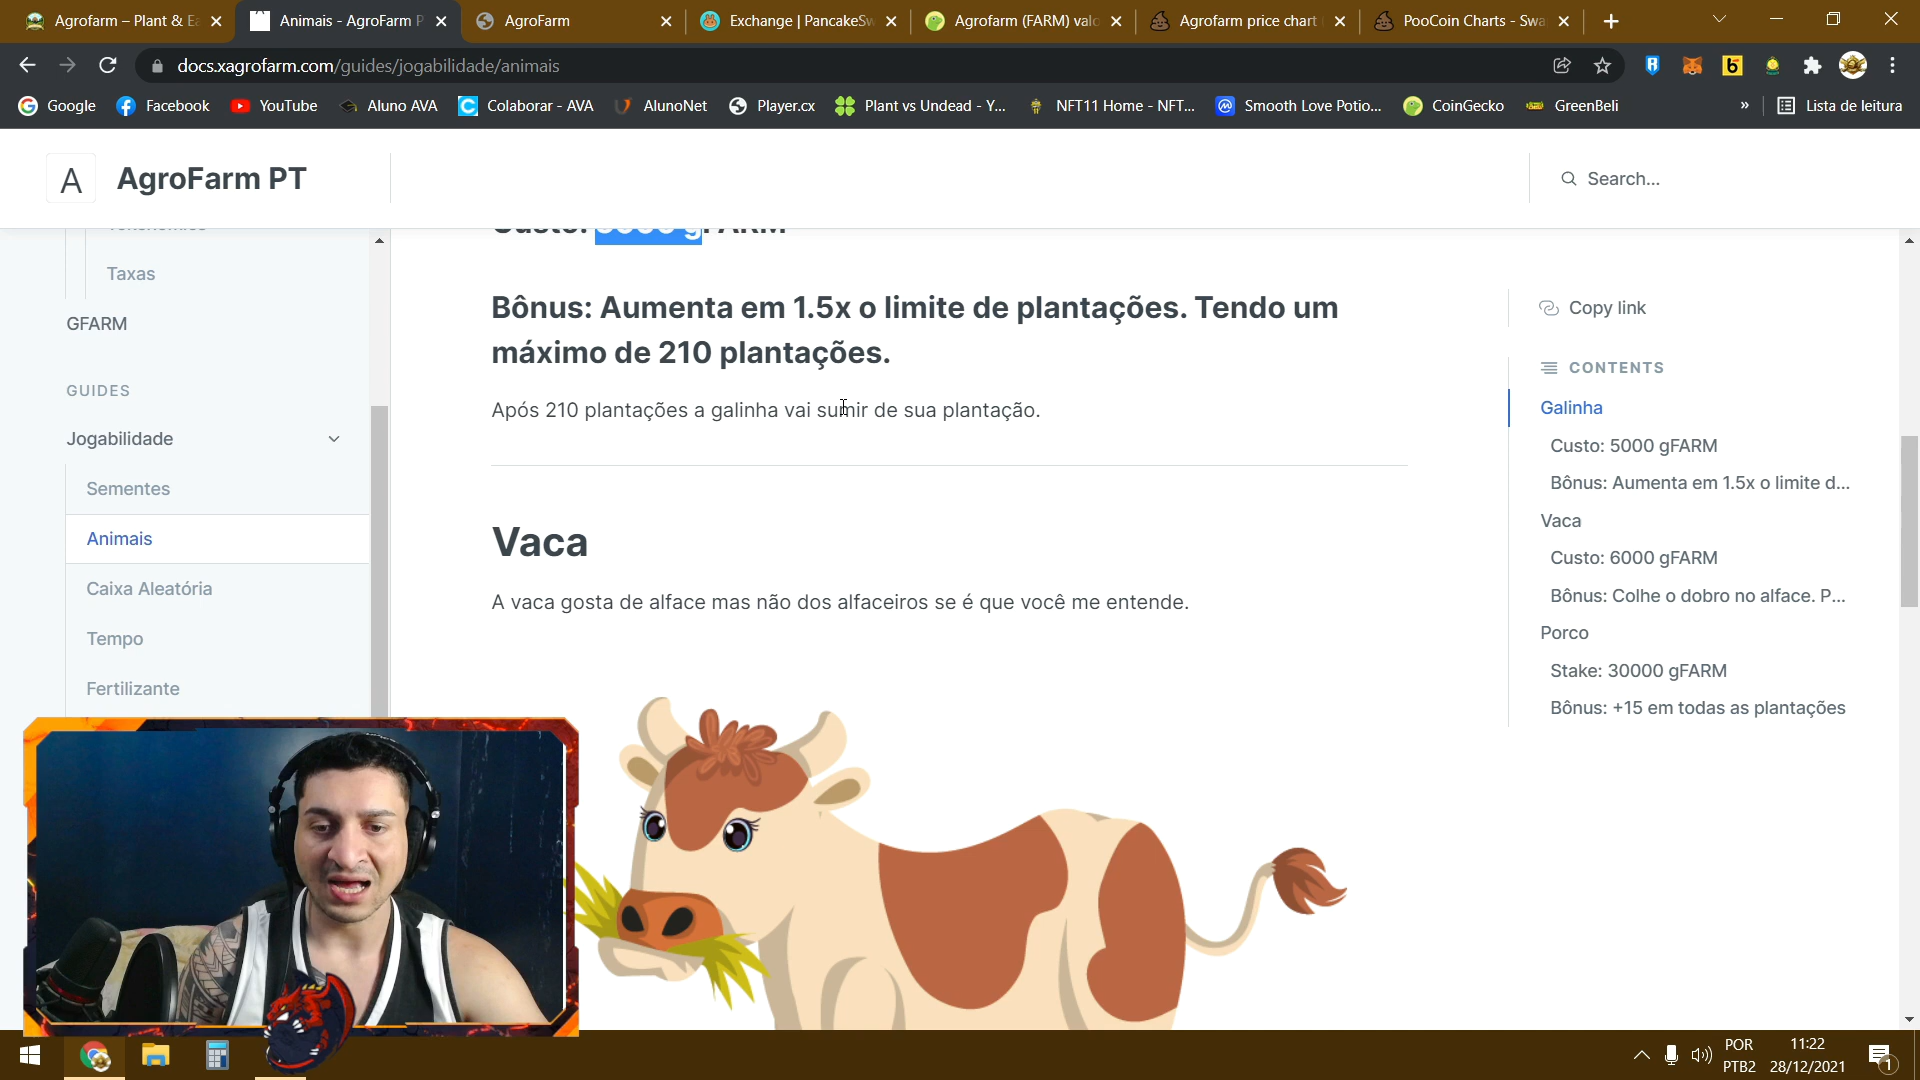 Agrofarm – Plant & Ea
Animais - AgroFarm P
AgroFarm
Exchange | PancakeSw
Agrofarm (FARM) valo
Agrofarm price chart
PooCoin Charts - Swa
docs.xagrofarm.com/guides/jogabilidade/animais
Google
Facebook
YouTube
Aluno AVA
Colaborar - AVA
AlunoNet
Player.cx
Plant vs Undead - Y...
NFT11 Home - NFT...
Smooth Love Potio...
CoinGecko
GreenBeli
»
Lista de leitura
A
AgroFarm PT
Search...
Taxas
GFARM
GUIDES
Jogabilidade
Sementes
Animais
Caixa Aleatória
Tempo
Fertilizante
Custo: 5000 gFARM
Bônus: Aumenta em 1.5x o limite de plantações. Tendo um
máximo de 210 plantações.
Após 210 plantações a galinha vai sumir de sua plantação.
Vaca
A vaca gosta de alface mas não dos alfaceiros se é que você me entende.
Copy link
CONTENTS
Galinha
Custo: 5000 gFARM
Bônus: Aumenta em 1.5x o limite d...
Vaca
Custo: 6000 gFARM
Bônus: Colhe o dobro no alface. P...
Porco
Stake: 30000 gFARM
Bônus: +15 em todas as plantações
POR
PTB2
11:22
28/12/2021
1